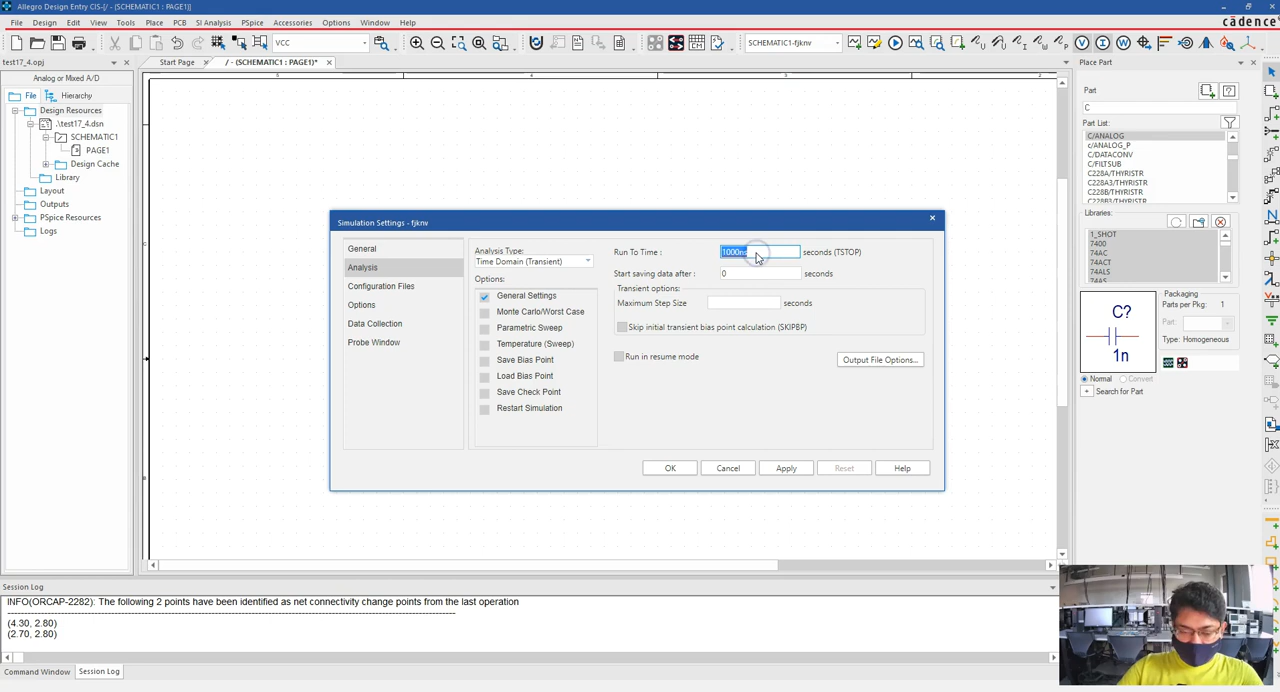 Allegro Design Entry CIS-[/ - (SCHEMATIC1 : PAGE1)*]
File Design Edit View Tools Place PCB SI Analysis PSpice Accessories Options Window Help
cadence
VCC
SCHEMATIC1-fjknv
test17_4.opj
Analog or Mixed A/D
File Hierarchy
Design Resources
.\test17_4.dsn
SCHEMATIC1
PAGE1
Design Cache
Library
Layout
Outputs
PSpice Resources
Logs
Start Page
/ - (SCHEMATIC1 : PAGE1)*
Simulation Settings - fjknv
General
Analysis
Configuration Files
Options
Data Collection
Probe Window
Analysis Type:
Time Domain (Transient)
Options:
General Settings
Monte Carlo/Worst Case
Parametric Sweep
Temperature (Sweep)
Save Bias Point
Load Bias Point
Save Check Point
Restart Simulation
Run To Time : 1000ns seconds (TSTOP)
Start saving data after : 0 seconds
Transient options:
Maximum Step Size seconds
Skip initial transient bias point calculation (SKIPBP)
Run in resume mode
Output File Options...
OK Cancel Apply Reset Help
Place Part
Part
C
Part List:
C/ANALOG
c/ANALOG_P
C/DATACONV
C/FILTSUB
C228A/THYRISTR
C228A3/THYRISTR
C228B/THYRISTR
C228B3/THYRISTR
Libraries:
1_SHOT
7400
74AC
74ACT
74ALS
74AS
C?
1n
Packaging
Parts per Pkg: 1
Part:
Type: Homogeneous
Normal Convert
Search for Part
Session Log
INFO(ORCAP-2282): The following 2 points have been identified as net connectivity change points from the last operation
(4.30, 2.80)
(2.70, 2.80)
Command Window Session Log